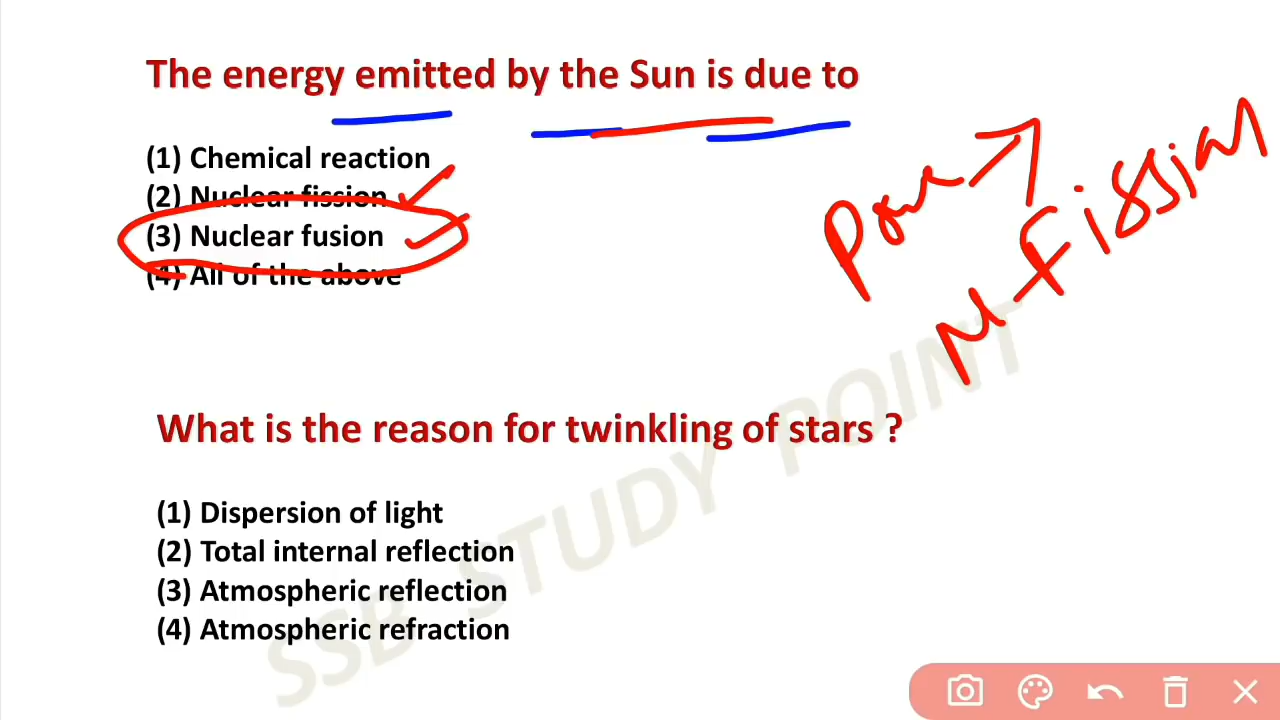 The energy emitted by the Sun is due to
(1) Chemical reaction
(2) Nuclear fission
(3) Nuclear fusion
(4) All of the above
N Fission
What is the reason for twinkling of stars ?
(1) Dispersion of light
(2) Total internal reflection
(3) Atmospheric reflection
(4) Atmospheric refraction
SSB STUDY POINT